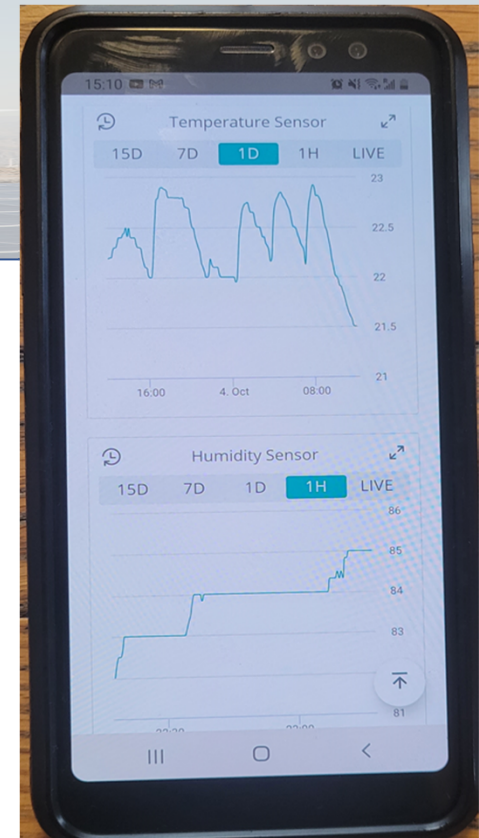 15:10
Temperature Sensor
15D 7D 1D 1H LIVE
23
22.5
22
21.5
21
16:00 4. Oct 08:00
Humidity Sensor
15D 7D 1D 1H LIVE
86
85
84
83
81